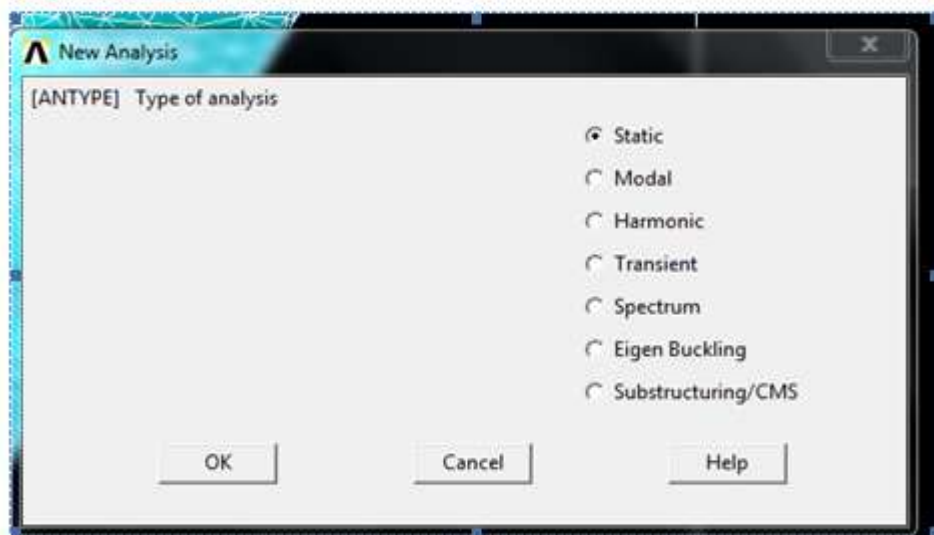 New Analysis
[ANTYPE] Type of analysis
Static
Modal
Harmonic
Transient
Spectrum
Eigen Buckling
Substructuring/CMS
OK Cancel Help